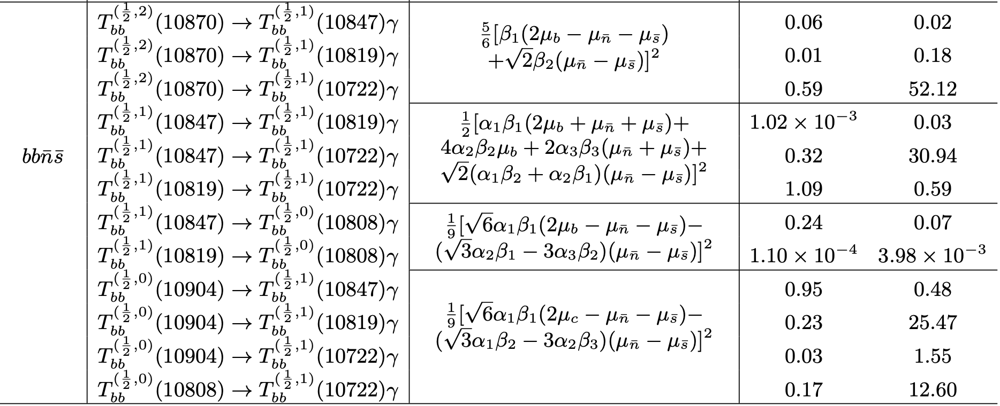 $T_{bb}^{(\frac{1}{2},2)}(10870) \to T_{bb}^{(\frac{1}{2},1)}(10847)\gamma$ 0.06 0.02
$\frac{5}{6}[\beta_1(2\mu_b - \mu_{\bar{n}} - \mu_{\bar{s}})$
$T_{bb}^{(\frac{1}{2},2)}(10870) \to T_{bb}^{(\frac{1}{2},1)}(10819)\gamma$ 0.01 0.18
$+\sqrt{2}\beta_2(\mu_{\bar{n}} - \mu_{\bar{s}})]^2$
$T_{bb}^{(\frac{1}{2},2)}(10870) \to T_{bb}^{(\frac{1}{2},1)}(10722)\gamma$ 0.59 52.12
$T_{bb}^{(\frac{1}{2},1)}(10847) \to T_{bb}^{(\frac{1}{2},1)}(10819)\gamma$ $\frac{1}{2}[\alpha_1\beta_1(2\mu_b + \mu_{\bar{n}} + \mu_{\bar{s}})+$ $1.02 \times 10^{-3}$ 0.03
$bb\bar{n}\bar{s}$ $T_{bb}^{(\frac{1}{2},1)}(10847) \to T_{bb}^{(\frac{1}{2},1)}(10722)\gamma$ $4\alpha_2\beta_2\mu_b + 2\alpha_3\beta_3(\mu_{\bar{n}} + \mu_{\bar{s}})+$ 0.32 30.94
$T_{bb}^{(\frac{1}{2},1)}(10819) \to T_{bb}^{(\frac{1}{2},1)}(10722)\gamma$ $\sqrt{2}(\alpha_1\beta_2 + \alpha_2\beta_1)(\mu_{\bar{n}} - \mu_{\bar{s}})]^2$ 1.09 0.59
$T_{bb}^{(\frac{1}{2},1)}(10847) \to T_{bb}^{(\frac{1}{2},0)}(10808)\gamma$ $\frac{1}{9}[\sqrt{6}\alpha_1\beta_1(2\mu_b - \mu_{\bar{n}} - \mu_{\bar{s}})-$ 0.24 0.07
$T_{bb}^{(\frac{1}{2},1)}(10819) \to T_{bb}^{(\frac{1}{2},0)}(10808)\gamma$ $(\sqrt{3}\alpha_2\beta_1 - 3\alpha_3\beta_2)(\mu_{\bar{n}} - \mu_{\bar{s}})]^2$ $1.10 \times 10^{-4}$ $3.98 \times 10^{-3}$
$T_{bb}^{(\frac{1}{2},0)}(10904) \to T_{bb}^{(\frac{1}{2},1)}(10847)\gamma$ 0.95 0.48
$T_{bb}^{(\frac{1}{2},0)}(10904) \to T_{bb}^{(\frac{1}{2},1)}(10819)\gamma$ $\frac{1}{9}[\sqrt{6}\alpha_1\beta_1(2\mu_c - \mu_{\bar{n}} - \mu_{\bar{s}})-$ 0.23 25.47
$T_{bb}^{(\frac{1}{2},0)}(10904) \to T_{bb}^{(\frac{1}{2},1)}(10722)\gamma$ $(\sqrt{3}\alpha_1\beta_2 - 3\alpha_2\beta_3)(\mu_{\bar{n}} - \mu_{\bar{s}})]^2$ 0.03 1.55
$T_{bb}^{(\frac{1}{2},0)}(10808) \to T_{bb}^{(\frac{1}{2},1)}(10722)\gamma$ 0.17 12.60